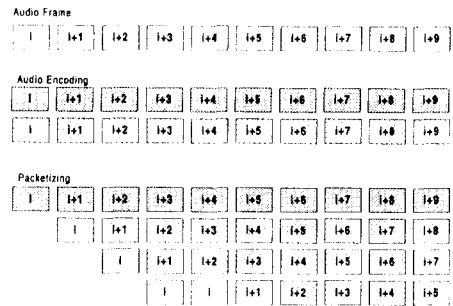 Audio Frame
i i+1 i+2 i+3 i+4 i+5 i+6 i+7 i+8 i+9
Audio Encoding
i i+1 i+2 i+3 i+4 i+5 i+6 i+7 i+8 i+9
i i+1 i+2 i+3 i+4 i+5 i+6 i+7 i+8 i+9
Packetizing
i i+1 i+2 i+3 i+4 i+5 i+6 i+7 i+8 i+9
i i+1 i+2 i+3 i+4 i+5 i+6 i+7 i+8
i i+1 i+2 i+3 i+4 i+5 i+6 i+7
i i i+1 i+2 i+3 i+4 i+5